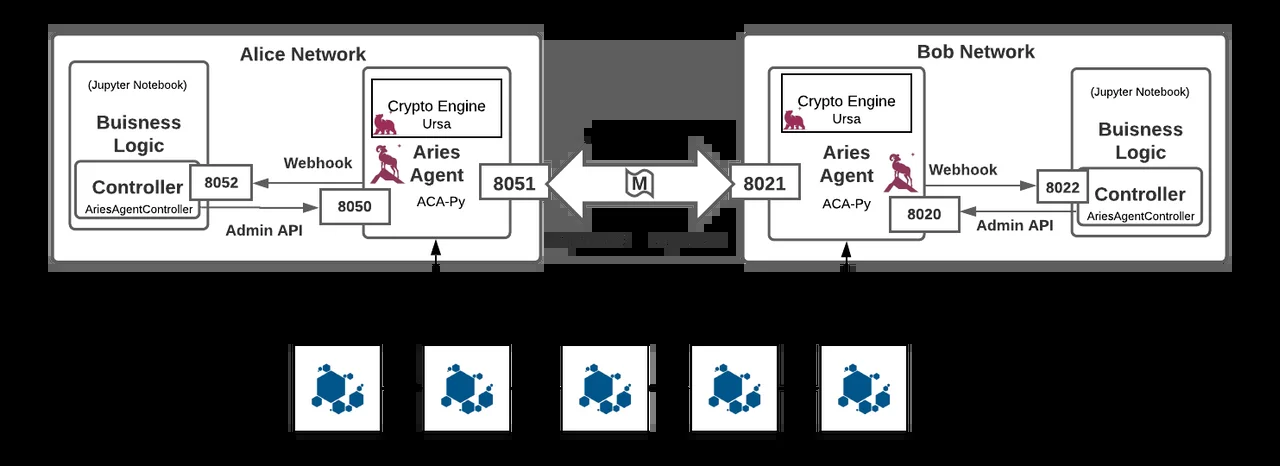 Alice Network
(Jupyter Notebook)
Buisness
Logic
Controller
AriesAgentController
8052
Webhook
8050
Admin API
Crypto Engine
Ursa
Aries
Agent
ACA-Py
8051
M
8021
Bob Network
Crypto Engine
Ursa
Aries
Agent
ACA-Py
Webhook
8022
8020
Admin API
(Jupyter Notebook)
Buisness
Logic
Controller
AriesAgentController